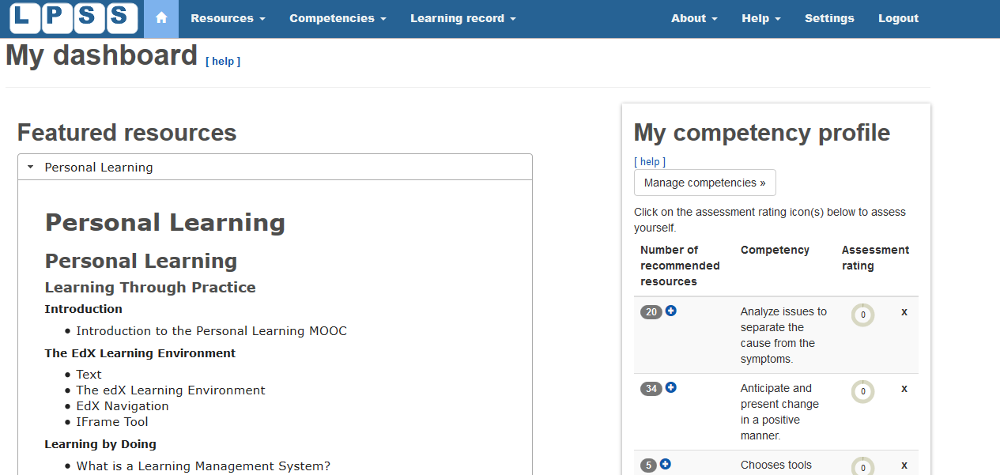 LPSS Resources Competencies Learning record About Help Settings Logout
My dashboard [ help ]
Featured resources
Personal Learning
Personal Learning
Personal Learning
Learning Through Practice
Introduction
• Introduction to the Personal Learning MOOC
The EdX Learning Environment
• Text
• The edX Learning Environment
• EdX Navigation
• IFrame Tool
Learning by Doing
• What is a Learning Management System?
My competency profile
[ help ]
Manage competencies »
Click on the assessment rating icon(s) below to assess
yourself.
Number of
recommended
resources
Competency
Assessment
rating
20
Analyze issues to
separate the
cause from the
symptoms.
0
x
34
Anticipate and
present change
in a positive
manner.
0
x
5
Chooses tools
0
x